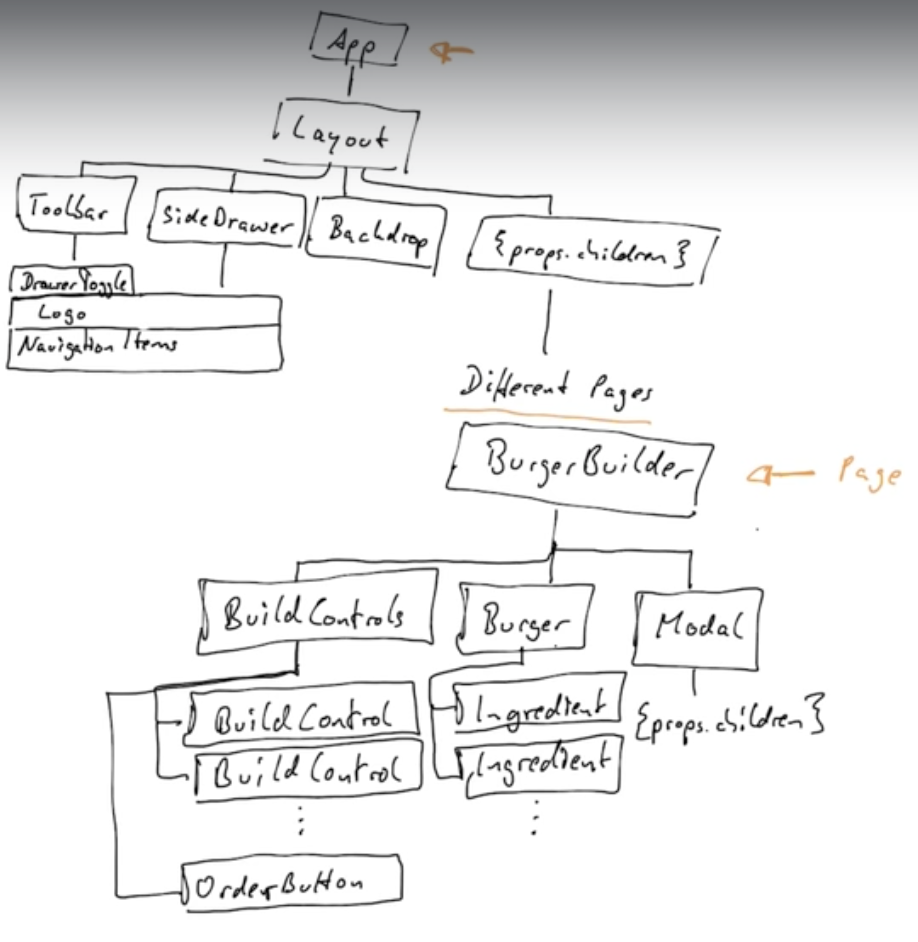 App
Layout
Toolbar
SideDrawer
Backdrop
{props.children}
DrawerToggle
Logo
Navigation Items
Different Pages
BurgerBuilder
Page
BuildControls
Burger
Modal
BuildControl
Ingredient
{props.children}
BuildControl
Ingredient
OrderButton